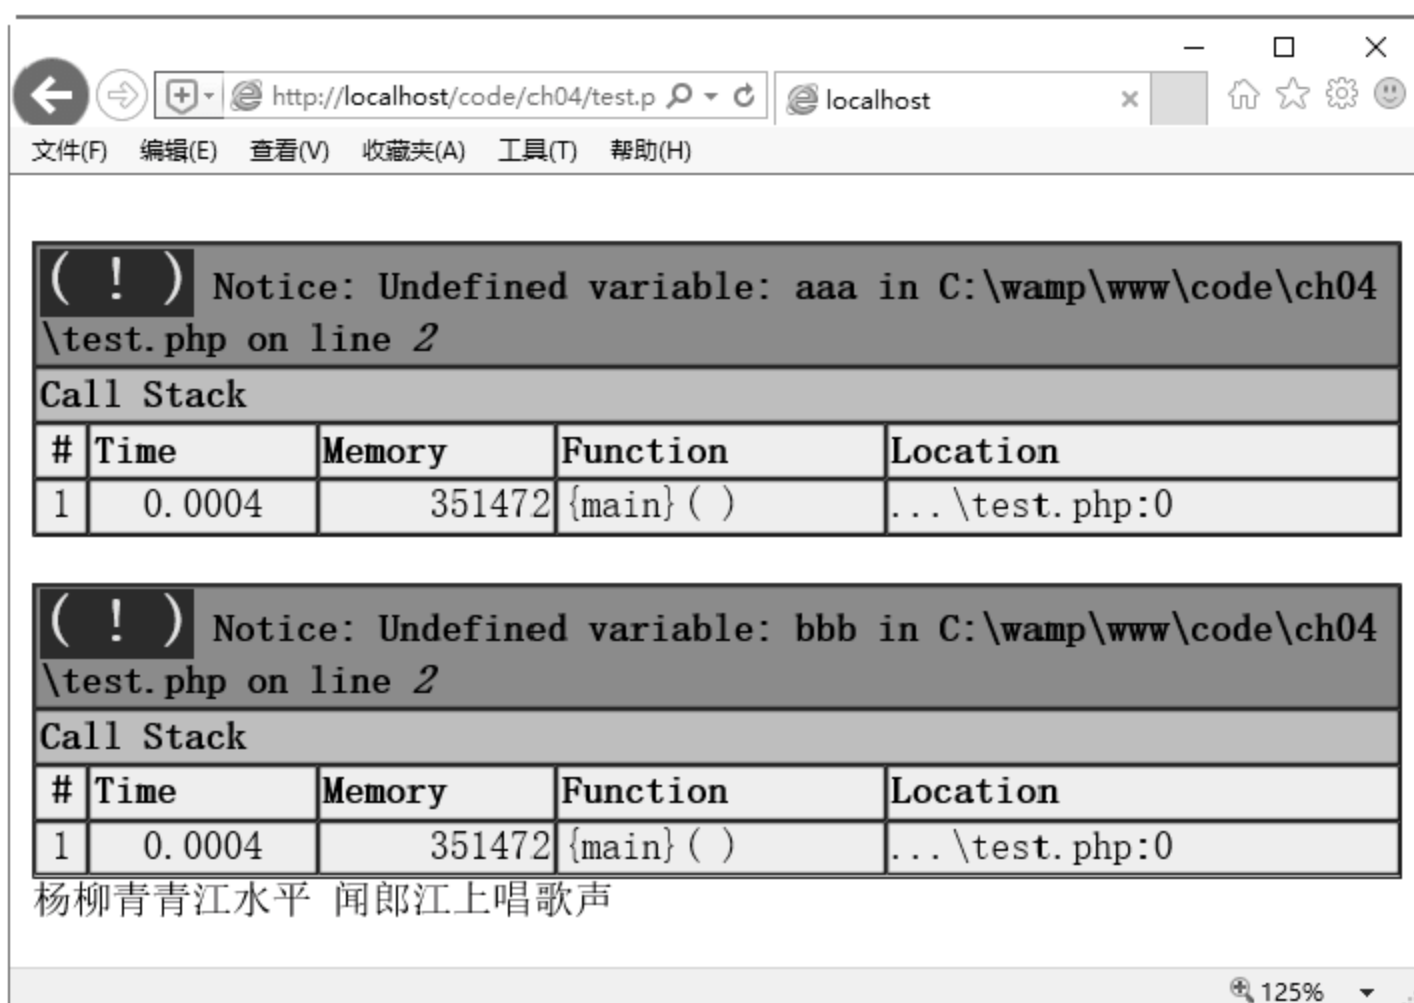 http://localhost/code/ch04/test.p
localhost
文件(F) 编辑(E) 查看(V) 收藏夹(A) 工具(T) 帮助(H)
( ! ) Notice: Undefined variable: aaa in C:\wamp\www\code\ch04
\test.php on line 2
Call Stack
# Time Memory Function Location
1 0.0004 351472 {main}( ) ...\test.php:0
( ! ) Notice: Undefined variable: bbb in C:\wamp\www\code\ch04
\test.php on line 2
Call Stack
# Time Memory Function Location
1 0.0004 351472 {main}( ) ...\test.php:0
杨柳青青江水平 闻郎江上唱歌声
125%